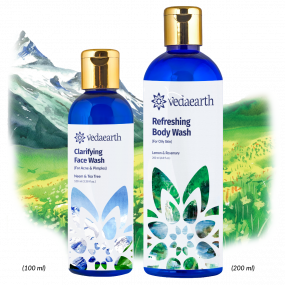 vedaearth
Clarifying
Face Wash
(For Acne & Pimples)
Neem & Tea Tree
vedaearth
Refreshing
Body Wash
(For Oily Skin)
Lemon & Rosemary
(100 ml)
(200 ml)